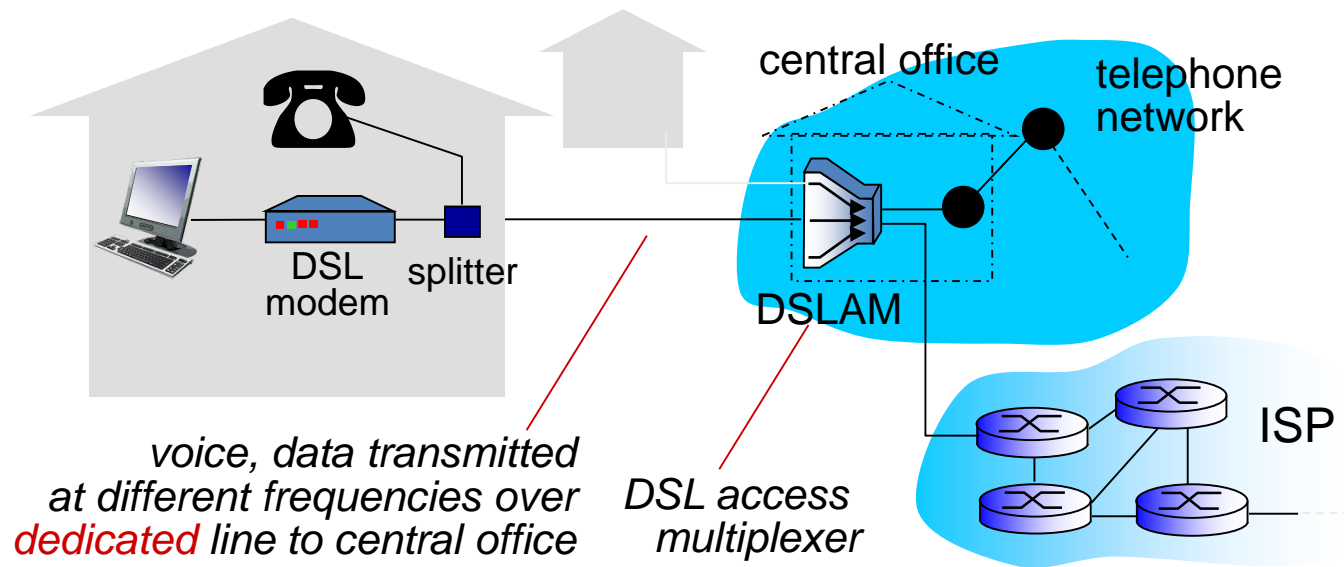 central office
telephone
network
DSL
modem
splitter
DSLAM
ISP
voice, data transmitted
at different frequencies over
dedicated line to central office
DSL access
multiplexer